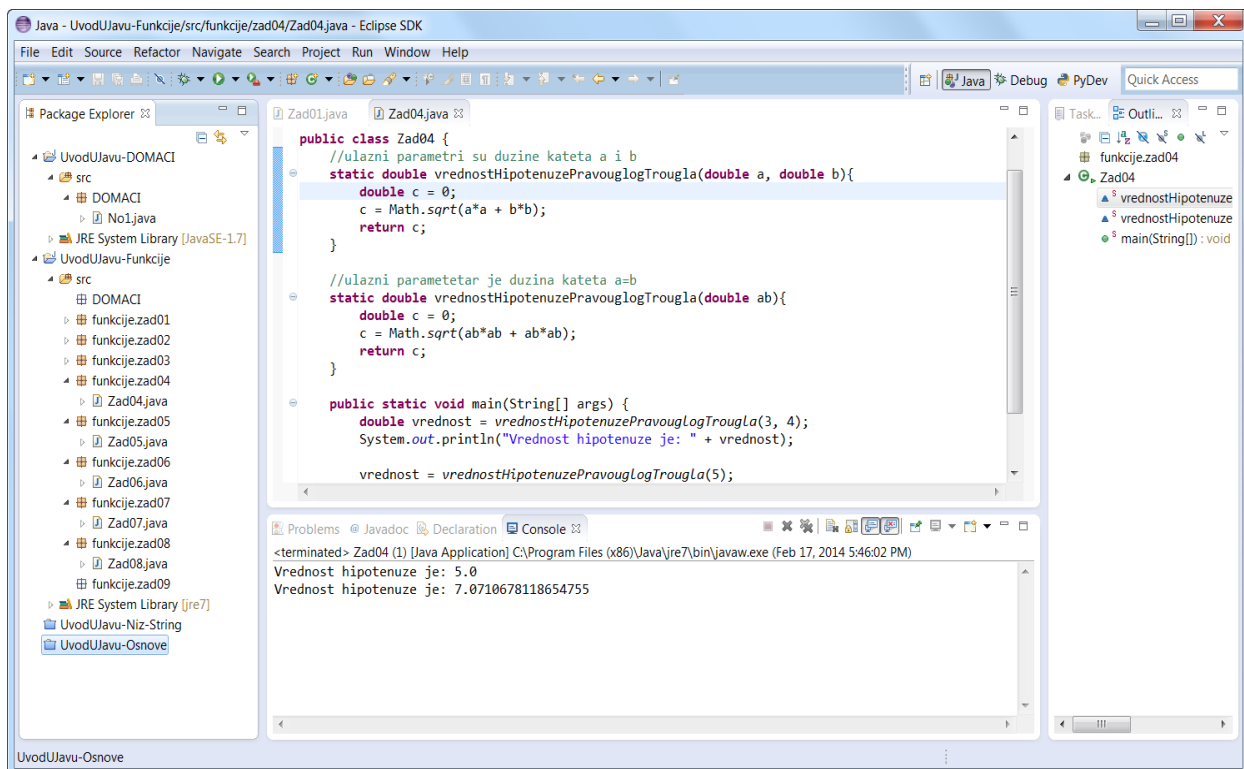 Java - UvodUJavu-Funkcije/src/funkcije/zad04/Zad04.java - Eclipse SDK
File Edit Source Refactor Navigate Search Project Run Window Help
Java Debug PyDev Quick Access
Package Explorer
UvodUJavu-DOMACI
src
DOMACI
No1.java
JRE System Library [JavaSE-1.7]
UvodUJavu-Funkcije
src
DOMACI
funkcije.zad01
funkcije.zad02
funkcije.zad03
funkcije.zad04
Zad04.java
funkcije.zad05
Zad05.java
funkcije.zad06
Zad06.java
funkcije.zad07
Zad07.java
funkcije.zad08
Zad08.java
funkcije.zad09
JRE System Library [jre7]
UvodUJavu-Niz-String
UvodUJavu-Osnove
Zad01.java Zad04.java
public class Zad04 {
//ulazni parametri su duzine kateta a i b
static double vrednostHipotenuzePravouglogTrougla(double a, double b){
double c = 0;
c = Math.sqrt(a*a + b*b);
return c;
}
//ulazni parametetar je duzina kateta a=b
static double vrednostHipotenuzePravouglogTrougla(double ab){
double c = 0;
c = Math.sqrt(ab*ab + ab*ab);
return c;
}
public static void main(String[] args) {
double vrednost = vrednostHipotenuzePravouglogTrougla(3, 4);
System.out.println("Vrednost hipotenuze je: " + vrednost);
vrednost = vrednostHipotenuzePravouglogTrougla(5);
Problems Javadoc Declaration Console
<terminated> Zad04 (1) [Java Application] C:\Program Files (x86)\Java\jre7\bin\javaw.exe (Feb 17, 2014 5:46:02 PM)
Vrednost hipotenuze je: 5.0
Vrednost hipotenuze je: 7.0710678118654755
Task... Outli...
funkcije.zad04
Zad04
vrednostHipotenuze
vrednostHipotenuze
main(String[]) : void
UvodUJavu-Osnove